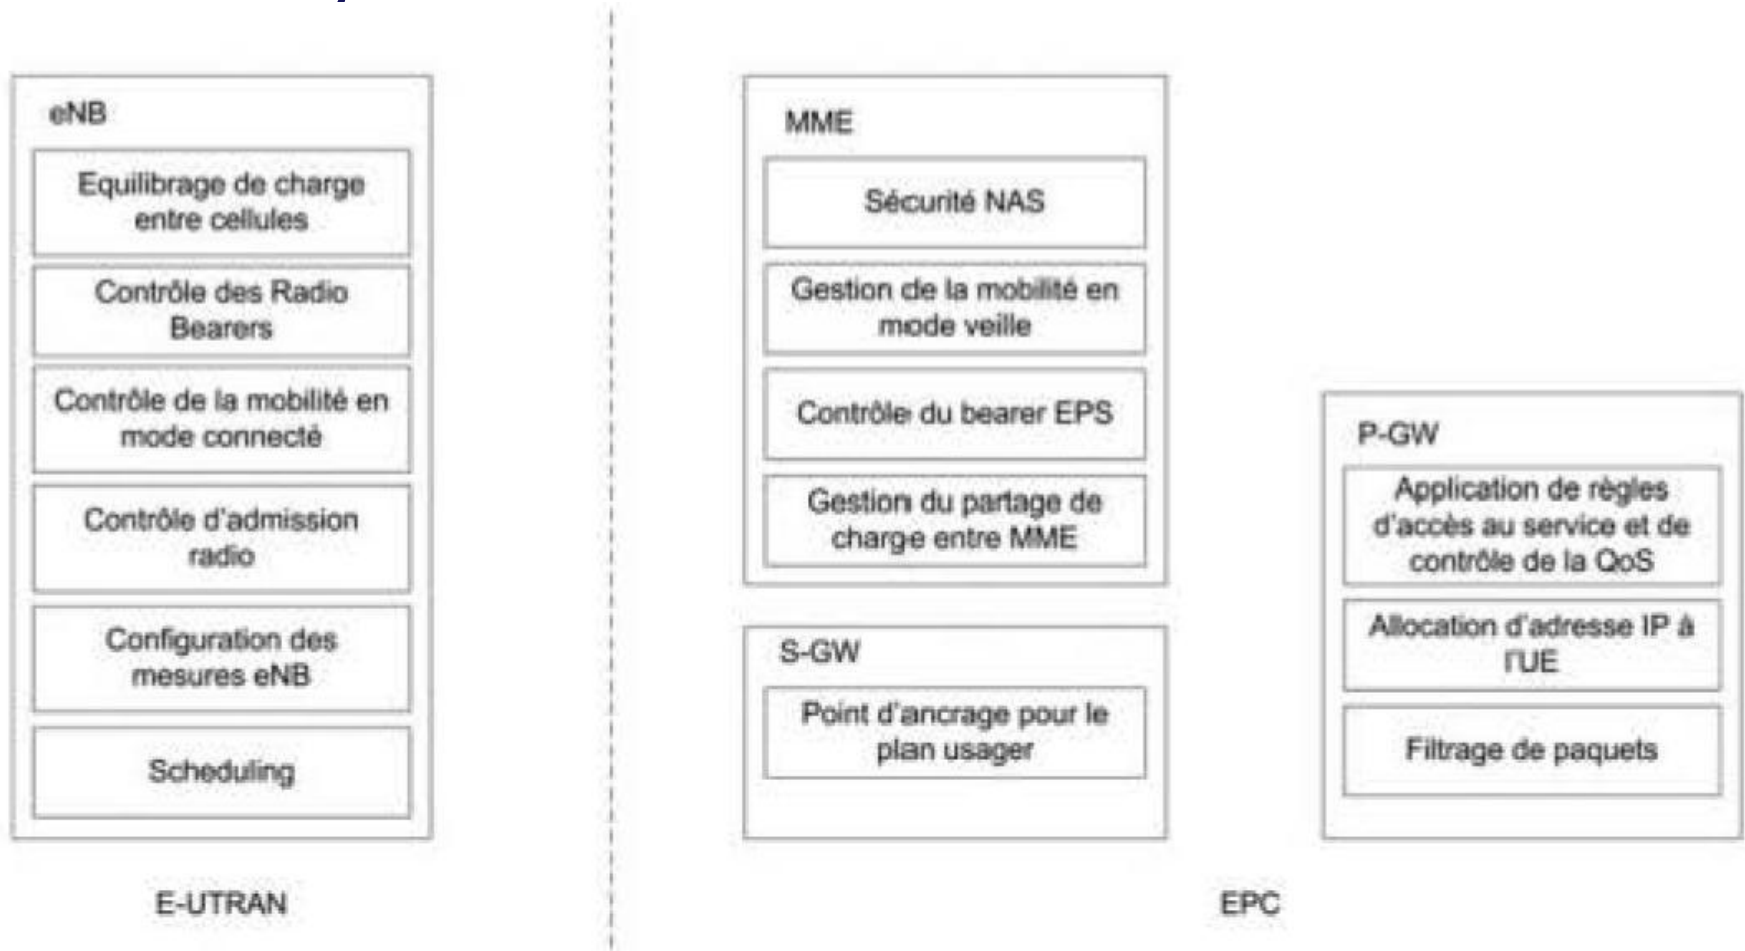 eNB
Equilibrage de charge
entre cellules
Contrôle des Radio
Bearers
Contrôle de la mobilité en
mode connecté
Contrôle d'admission
radio
Configuration des
mesures eNB
Scheduling
E-UTRAN
MME
Sécurité NAS
Gestion de la mobilité en
mode veille
Contrôle du bearer EPS
Gestion du partage de
charge entre MME
S-GW
Point d'ancrage pour le
plan usager
P-GW
Application de règles
d'accès au service et de
contrôle de la QoS
Allocation d'adresse IP à
l'UE
Filtrage de paquets
EPC